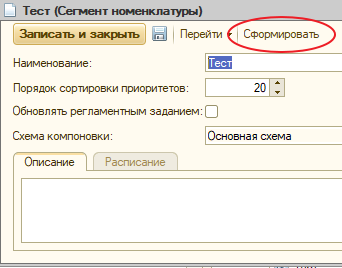 Тест (Сегмент номенклатуры)
Записать и закрыть Перейти Сформировать
Наименование: Тест
Порядок сортировки приоритетов: 20
Обновлять регламентным заданием:
Схема компоновки: Основная схема
Описание Расписание